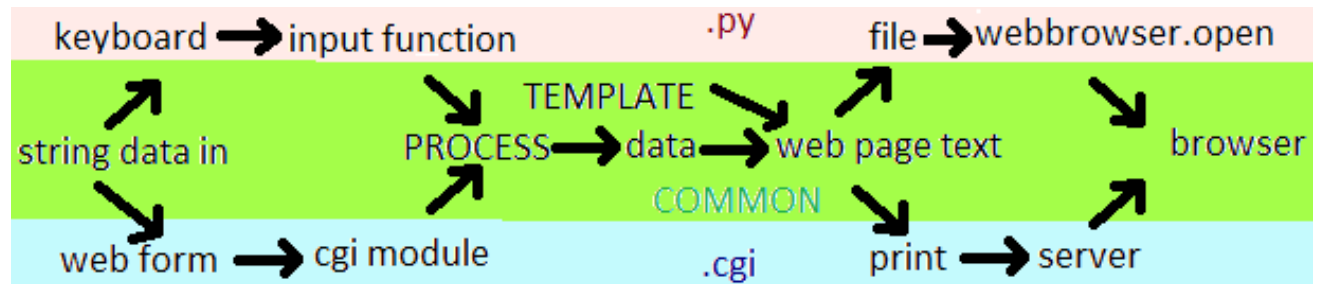 keyboard input function .py file webbrowser.open
TEMPLATE
string data in PROCESS data web page text browser
COMMON
web form cgi module .cgi print server